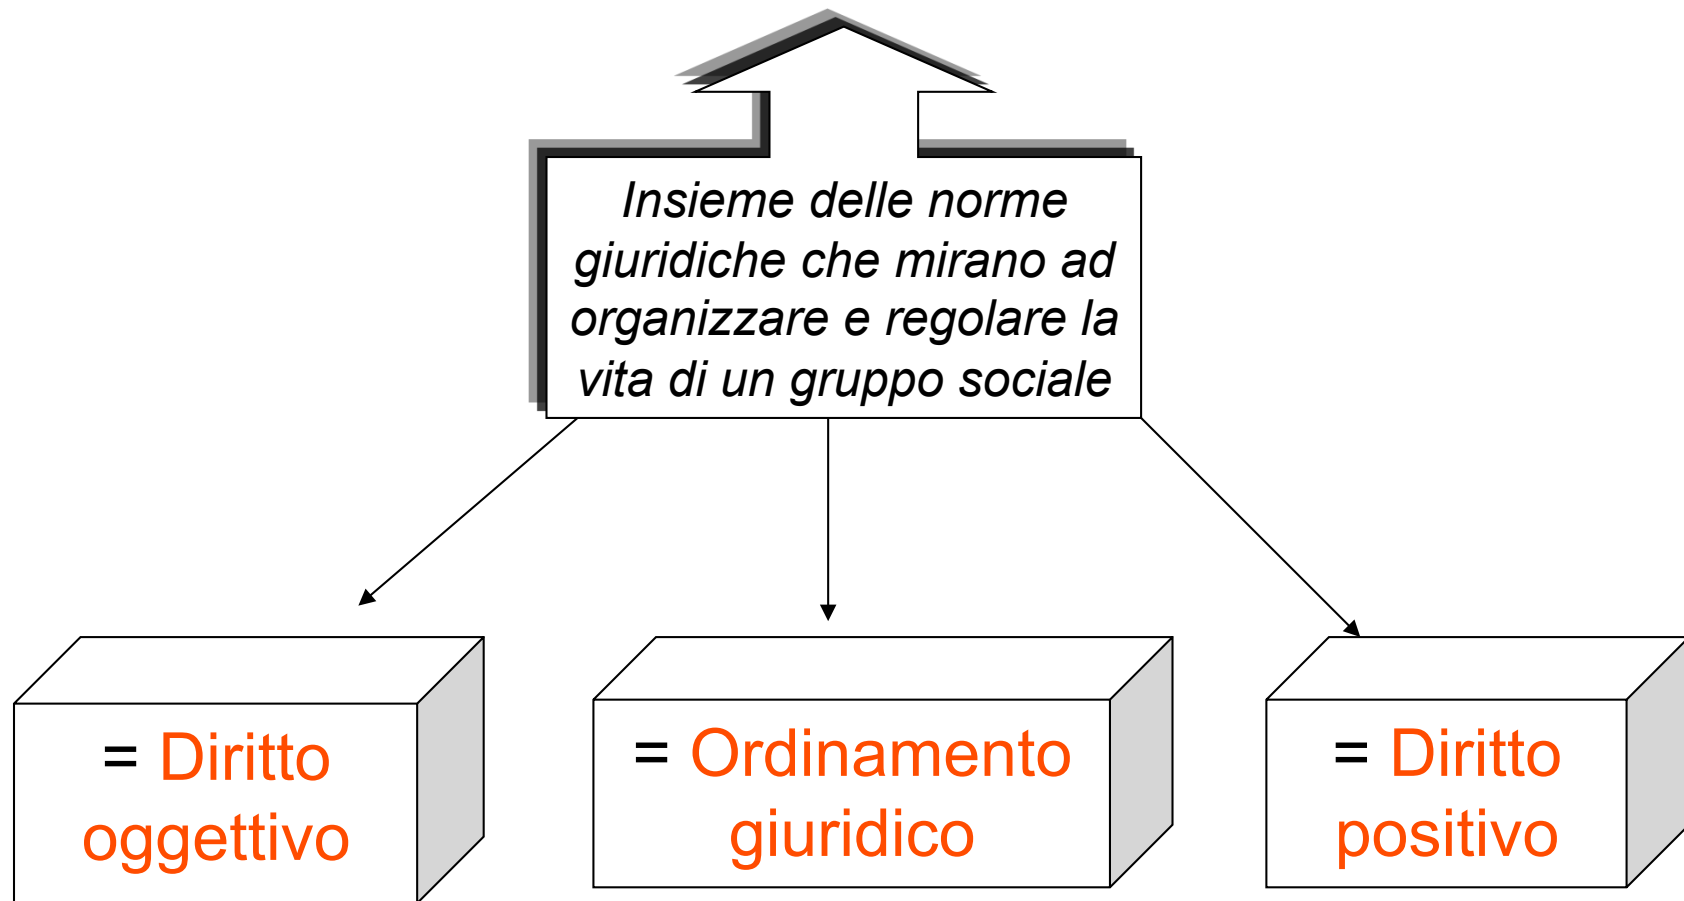 Insieme delle norme
giuridiche che mirano ad
organizzare e regolare la
vita di un gruppo sociale
= Diritto
oggettivo
= Ordinamento
giuridico
= Diritto
positivo